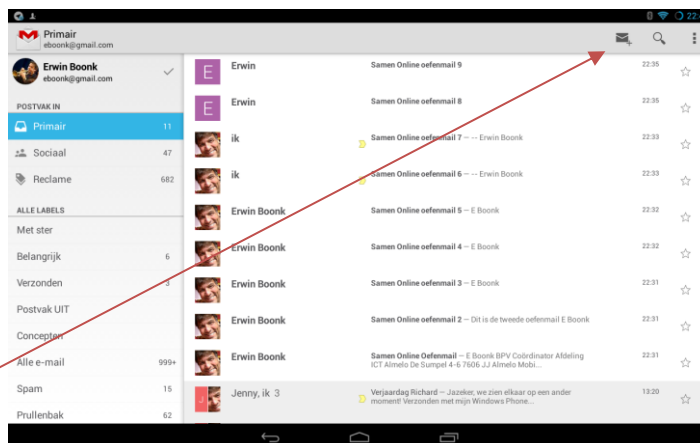 22:
Primair
eboonk@gmail.com
Erwin Boonk
eboonk@gmail.com
POSTVAK IN
Primair 11
Sociaal 47
Reclame 682
ALLE LABELS
Met ster
Belangrijk 6
Verzonden 3
Postvak UIT
Concepten
Alle e-mail 999+
Spam 15
Prullenbak 62
E Erwin Samen Online oefenmail 9 22:35
E Erwin Samen Online oefenmail 8 22:35
ik Samen Online oefenmail 7 – -- Erwin Boonk 22:33
ik Samen Online oefenmail 6 – -- Erwin Boonk 22:33
Erwin Boonk Samen Online oefenmail 5 – E Boonk 22:32
Erwin Boonk Samen Online oefenmail 4 – E Boonk 22:32
Erwin Boonk Samen Online oefenmail 3 – E Boonk 22:31
Erwin Boonk Samen Online oefenmail 2 – Dit is de tweede oefenmail E Boonk 22:31
Erwin Boonk Samen Online Oefenmail – E Boonk BPV Coördinator Afdeling 22:31
ICT Almelo De Sumpel 4-6 7606 JJ Almelo Mobi...
J Jenny, ik 3 Verjaardag Richard – Jazeker, we zien elkaar op een ander 13:20
moment! Verzonden met mijn Windows Phone...